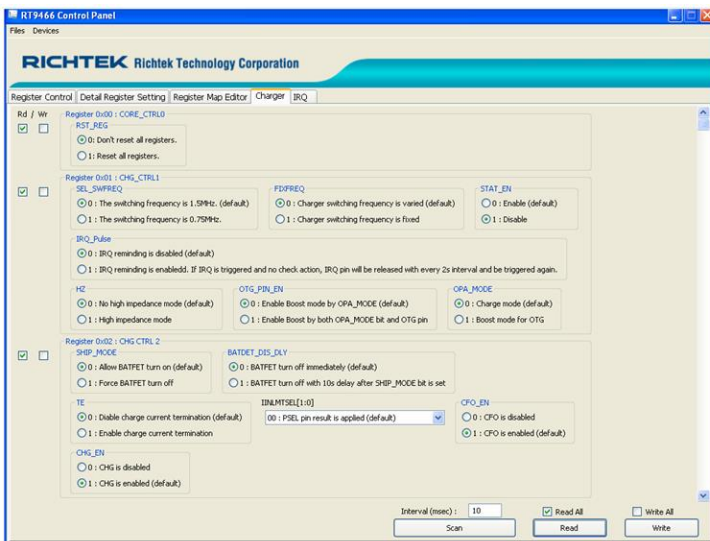 RT9466 Control Panel
Files Devices
RICHTEK Richtek Technology Corporation
Register Control Detail Register Setting Register Map Editor Charger IRQ
Rd / Wr
Register 0x00 : CORE_CTRL0
RST_REG
0: Don't reset all registers.
1: Reset all registers.
Register 0x01 : CHG_CTRL1
SEL_SWFREQ
0 : The switching frequency is 1.5MHz. (default)
1 : The switching frequency is 0.75MHz.
FIXFREQ
0 : Charger switching frequency is varied (default)
1 : Charger switching frequency is fixed
STAT_EN
0 : Enable (default)
1 : Disable
IRQ_Pulse
0 : IRQ reminding is disabled (default)
1 : IRQ reminding is enabledd. If IRQ is triggered and no check action, IRQ pin will be released with every 2s interval and be triggered again.
HZ
0 : No high impedance mode (default)
1 : High impedance mode
OTG_PIN_EN
0 : Enable Boost mode by OPA_MODE (default)
1 : Enable Boost by both OPA_MODE bit and OTG pin
OPA_MODE
0 : Charge mode (default)
1 : Boost mode for OTG
Register 0x02 : CHG CTRL 2
SHIP_MODE
0 : Allow BATFET turn on (default)
1 : Force BATFET turn off
BATDET_DIS_DLY
0 : BATFET turn off immediately (default)
1 : BATFET turn off with 10s delay after SHIP_MODE bit is set
TE
0 : Diable charge current termination (default)
1 : Enable charge current termination
IINLMTSEL[1:0]
00 : PSEL pin result is applied (default)
CFO_EN
0 : CFO is disabled
1 : CFO is enabled (default)
CHG_EN
0 : CHG is disabled
1 : CHG is enabled (default)
Interval (msec) : 10
Read All
Write All
Scan
Read
Write